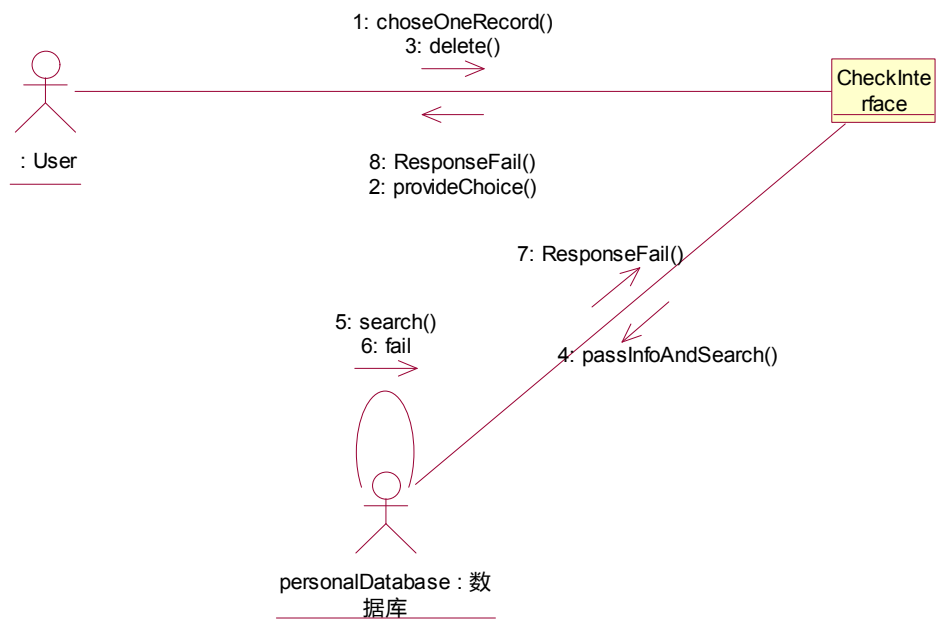 1: choseOneRecord()
3: delete()
CheckInte
rface
: User
8: ResponseFail()
2: provideChoice()
7: ResponseFail()
5: search()
6: fail
4: passInfoAndSearch()
personalDatabase : 数
据库